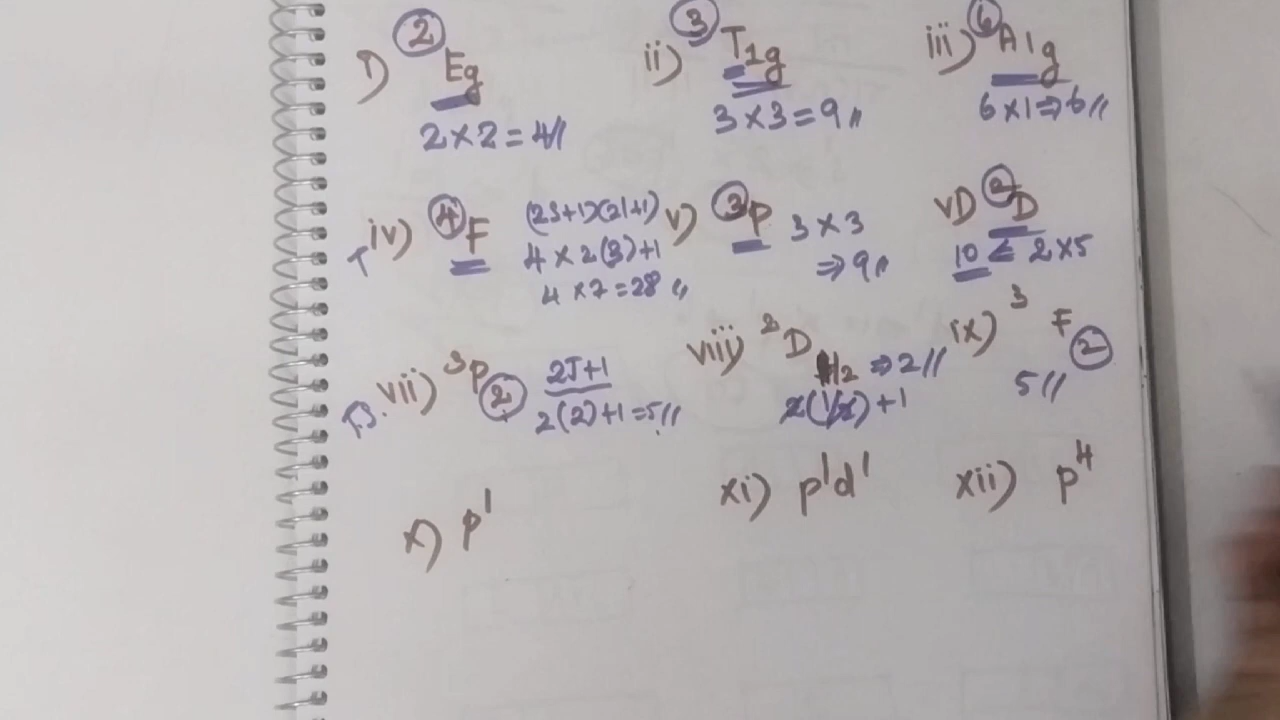 i) ²Eg ii) ³T1g iii) ⁶A1g
2×2=4// 3×3=9// 6×1⇒6//
iv) ⁴F (2S+1)(2l+1) v) ³P 3×3 vi) ²D
4×2(3)+1 ⇒9// 10 ⇐ 2×5
4×7=28//
vii) ³P₂ 2J+1 viii) ²D1/2 ⇒2// ix) ³F₂
2(2)+1=5// 2(1/2)+1 5//
x) p¹ xi) p¹d¹ xii) p⁴